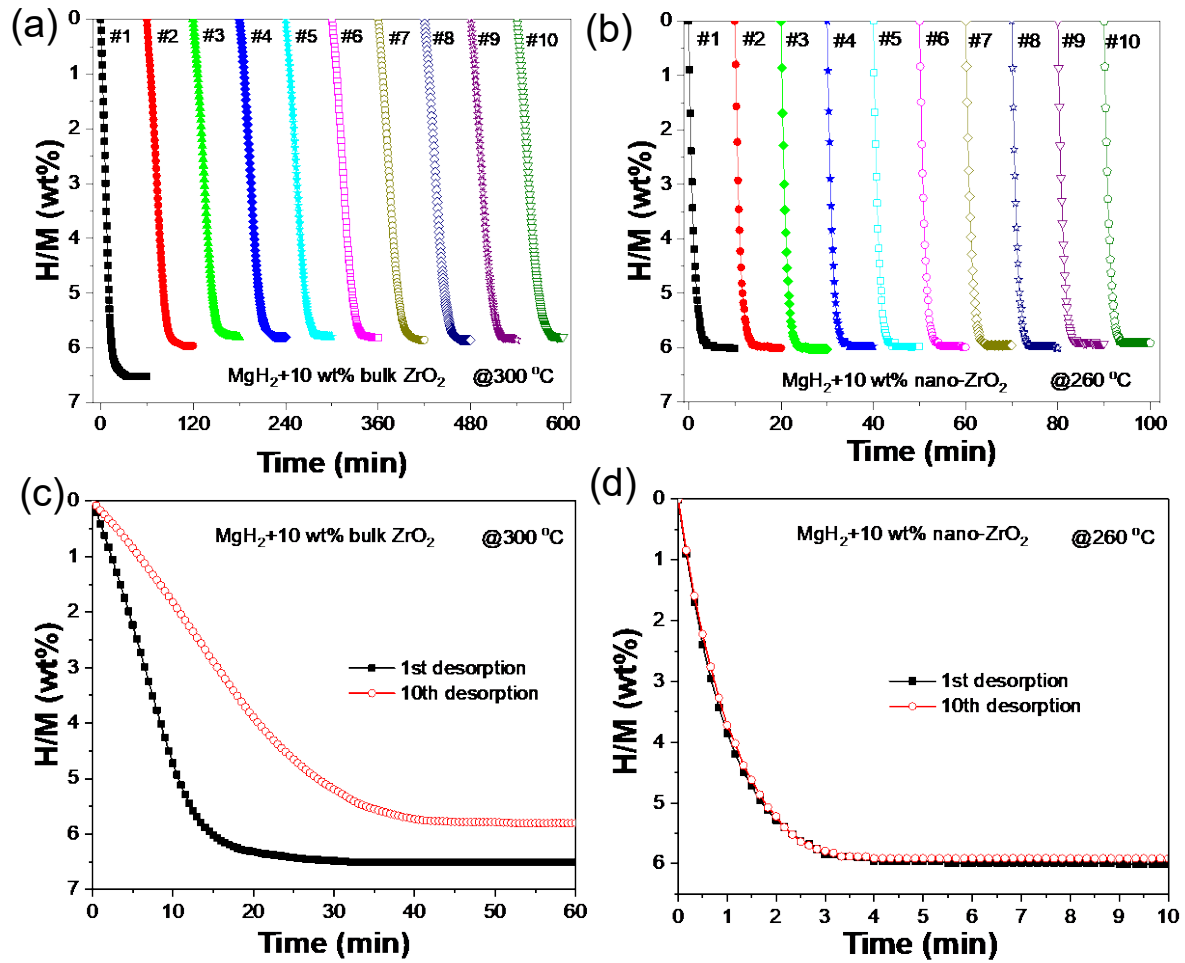 (a)
#1 #2 #3 #4 #5 #6 #7 #8 #9 #10
0
1
2
3
4
5
6
7
H/M (wt%)
MgH₂+10 wt% bulk ZrO₂ @300 °C
0 120 240 360 480 600
Time (min)
(b)
#1 #2 #3 #4 #5 #6 #7 #8 #9 #10
0
1
2
3
4
5
6
7
H/M (wt%)
MgH₂+10 wt% nano-ZrO₂ @260 °C
0 20 40 60 80 100
Time (min)
(c)
0
1
2
3
4
5
6
7
H/M (wt%)
MgH₂+10 wt% bulk ZrO₂ @300 °C
1st desorption
10th desorption
0 10 20 30 40 50 60
Time (min)
(d)
0
1
2
3
4
5
6
H/M (wt%)
MgH₂+10 wt% nano-ZrO₂ @260 °C
1st desorption
10th desorption
0 1 2 3 4 5 6 7 8 9 10
Time (min)